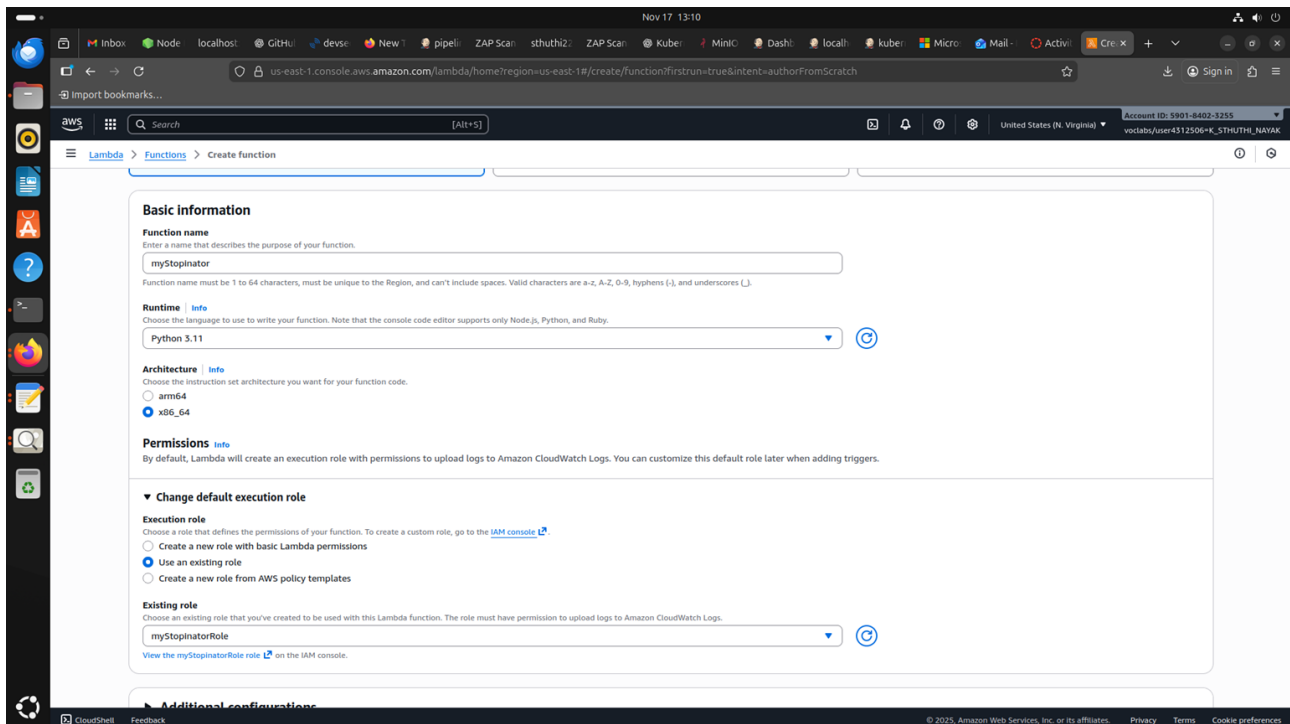 Nov 17 13:10
Inbox
Node
localhost:
GitHul
devse
New T
pipelii
ZAP Scan
sthuthi22
ZAP Scan
Kuber
MinIO
Dashb
localh
kuber
Micro
Mail -
Activit
Cre
us-east-1.console.aws.amazon.com/lambda/home?region=us-east-1#/create/function?firstrun=true&intent=authorFromScratch
Sign in
Import bookmarks...
aws
Search
[Alt+S]
United States (N. Virginia)
Account ID: 5901-8402-3255
voclabs/user4312506=K_STHUTHI_NAYAK
Lambda > Functions > Create function
Basic information
Function name
Enter a name that describes the purpose of your function.
myStopinator
Function name must be 1 to 64 characters, must be unique to the Region, and can't include spaces. Valid characters are a-z, A-Z, 0-9, hyphens (-), and underscores (_).
Runtime Info
Choose the language to use to write your function. Note that the console code editor supports only Node.js, Python, and Ruby.
Python 3.11
Architecture Info
Choose the instruction set architecture you want for your function code.
arm64
x86_64
Permissions Info
By default, Lambda will create an execution role with permissions to upload logs to Amazon CloudWatch Logs. You can customize this default role later when adding triggers.
Change default execution role
Execution role
Choose a role that defines the permissions of your function. To create a custom role, go to the IAM console.
Create a new role with basic Lambda permissions
Use an existing role
Create a new role from AWS policy templates
Existing role
Choose an existing role that you've created to be used with this Lambda function. The role must have permission to upload logs to Amazon CloudWatch Logs.
myStopinatorRole
View the myStopinatorRole role on the IAM console.
Additional configurations
CloudShell Feedback
© 2025, Amazon Web Services, Inc. or its affiliates. Privacy Terms Cookie preferences